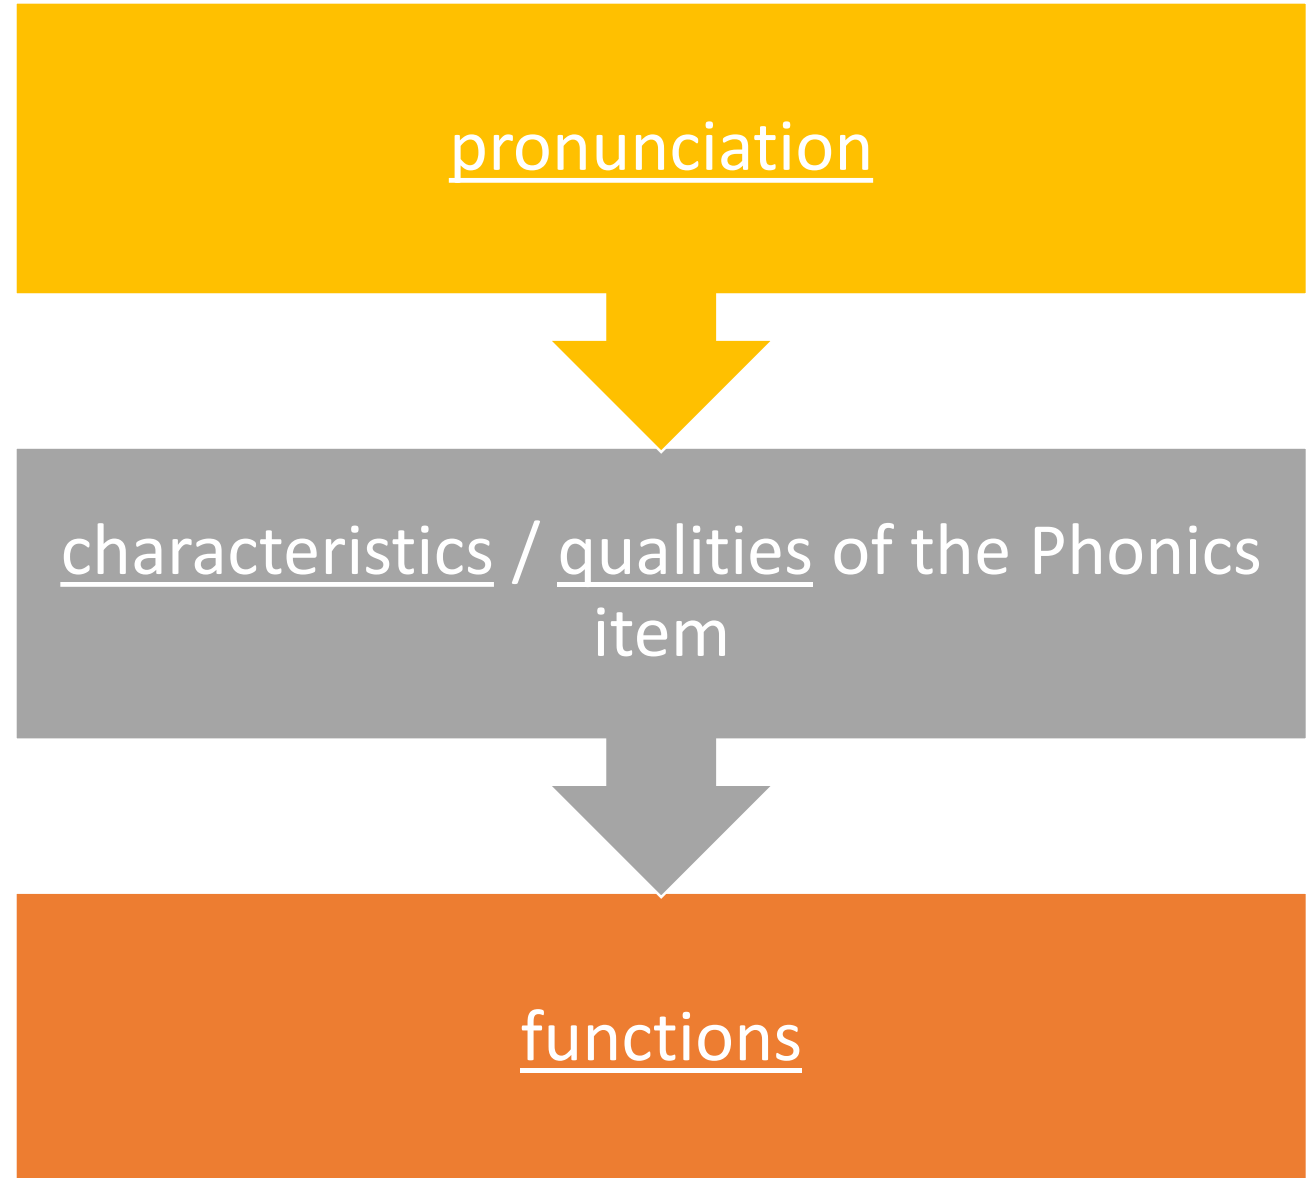 pronunciation
characteristics / qualities of the Phonics
item
functions